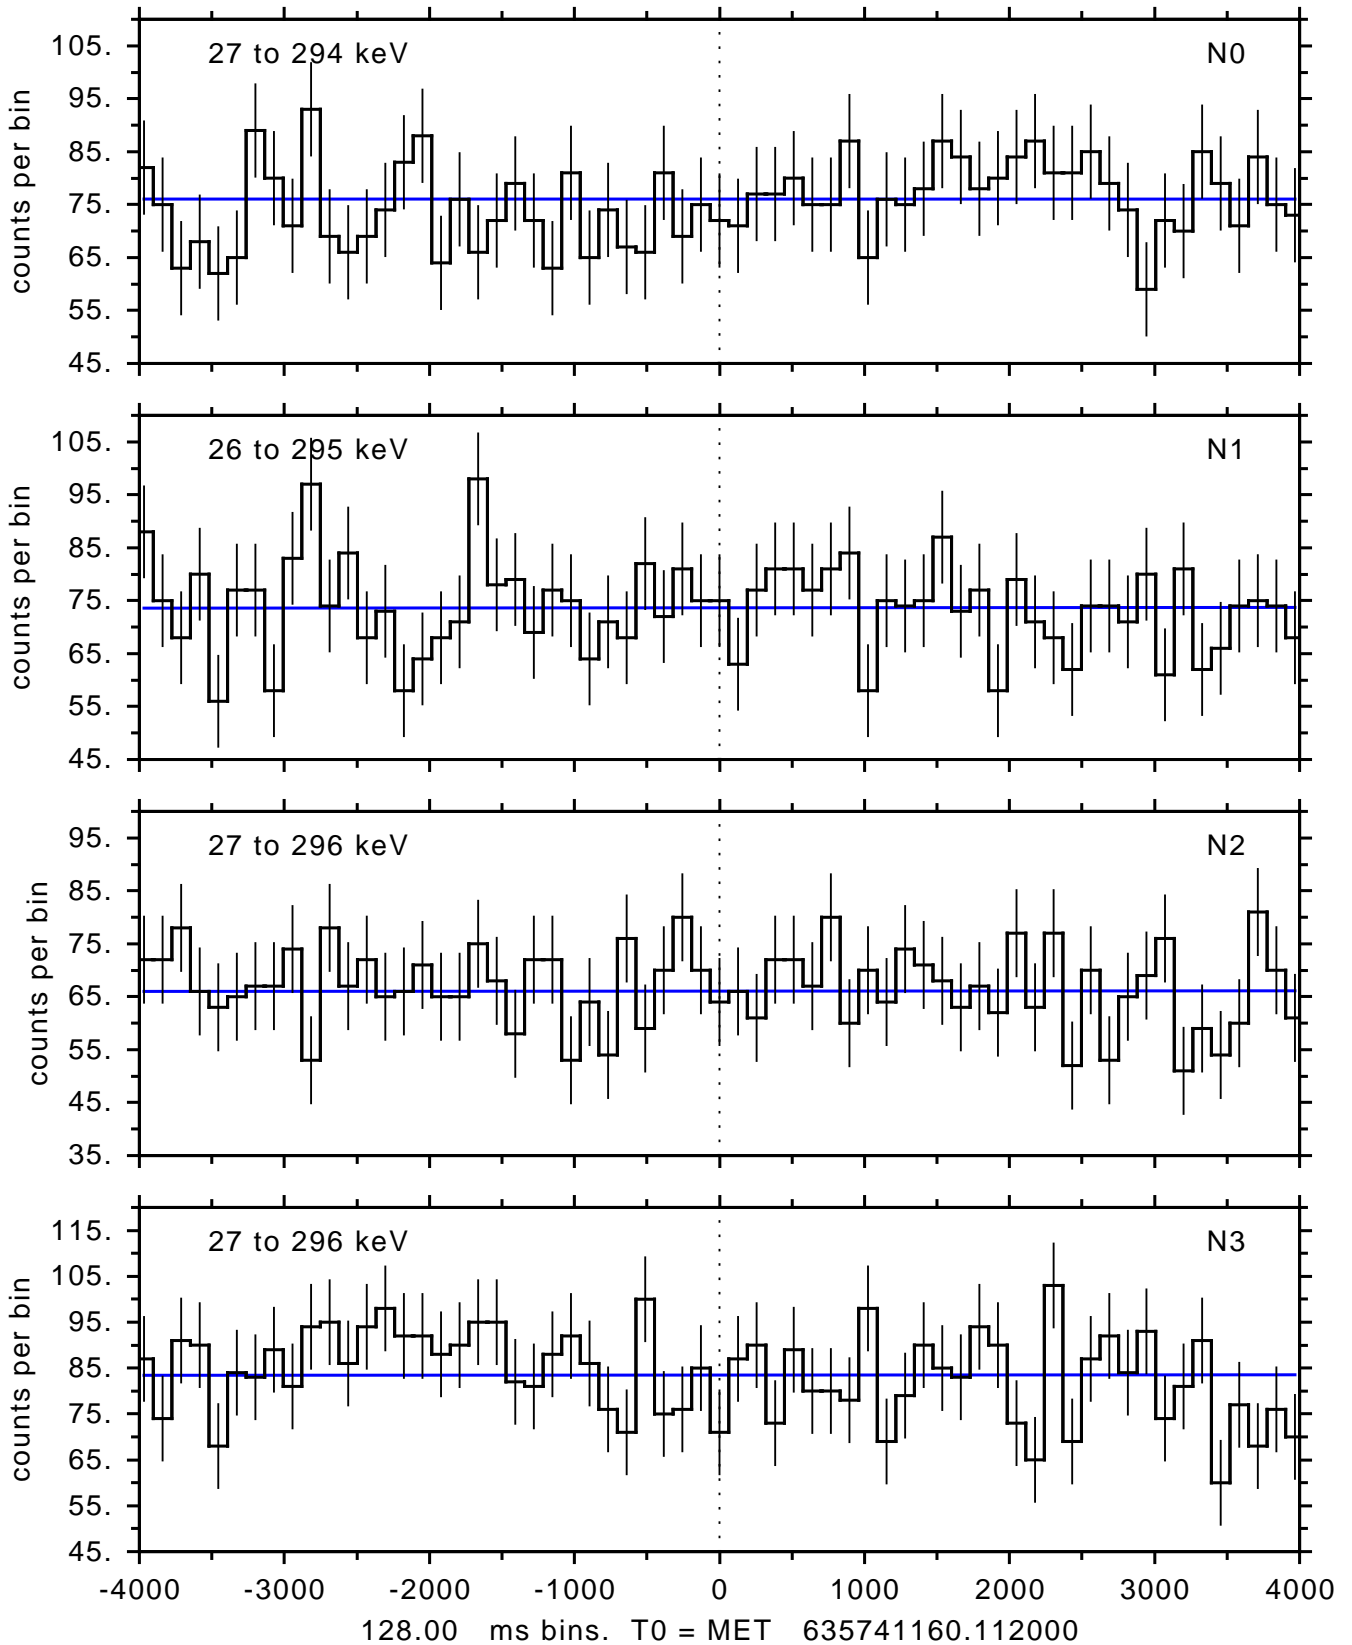 27 to 294 keV N0
105.
95.
85.
75.
65.
55.
45.
counts per bin
26 to 295 keV N1
105.
95.
85.
75.
65.
55.
45.
counts per bin
27 to 296 keV N2
95.
85.
75.
65.
55.
45.
35.
counts per bin
27 to 296 keV N3
115.
105.
95.
85.
75.
65.
55.
45.
counts per bin
-4000 -3000 -2000 -1000 0 1000 2000 3000 4000
128.00 ms bins. T0 = MET 635741160.112000